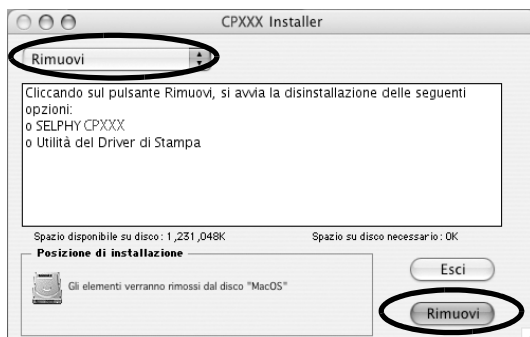 CPXXX Installer
Rimuovi
Cliccando sul pulsante Rimuovi, si avvia la disinstallazione delle seguenti
opzioni:
o SELPHY CPXXX
o Utilità del Driver di Stampa
Spazio disponibile su disco: 1,231,048K Spazio su disco necessario: 0K
Posizione di installazione
Gli elementi verranno rimossi dal disco "MacOS"
Esci
Rimuovi